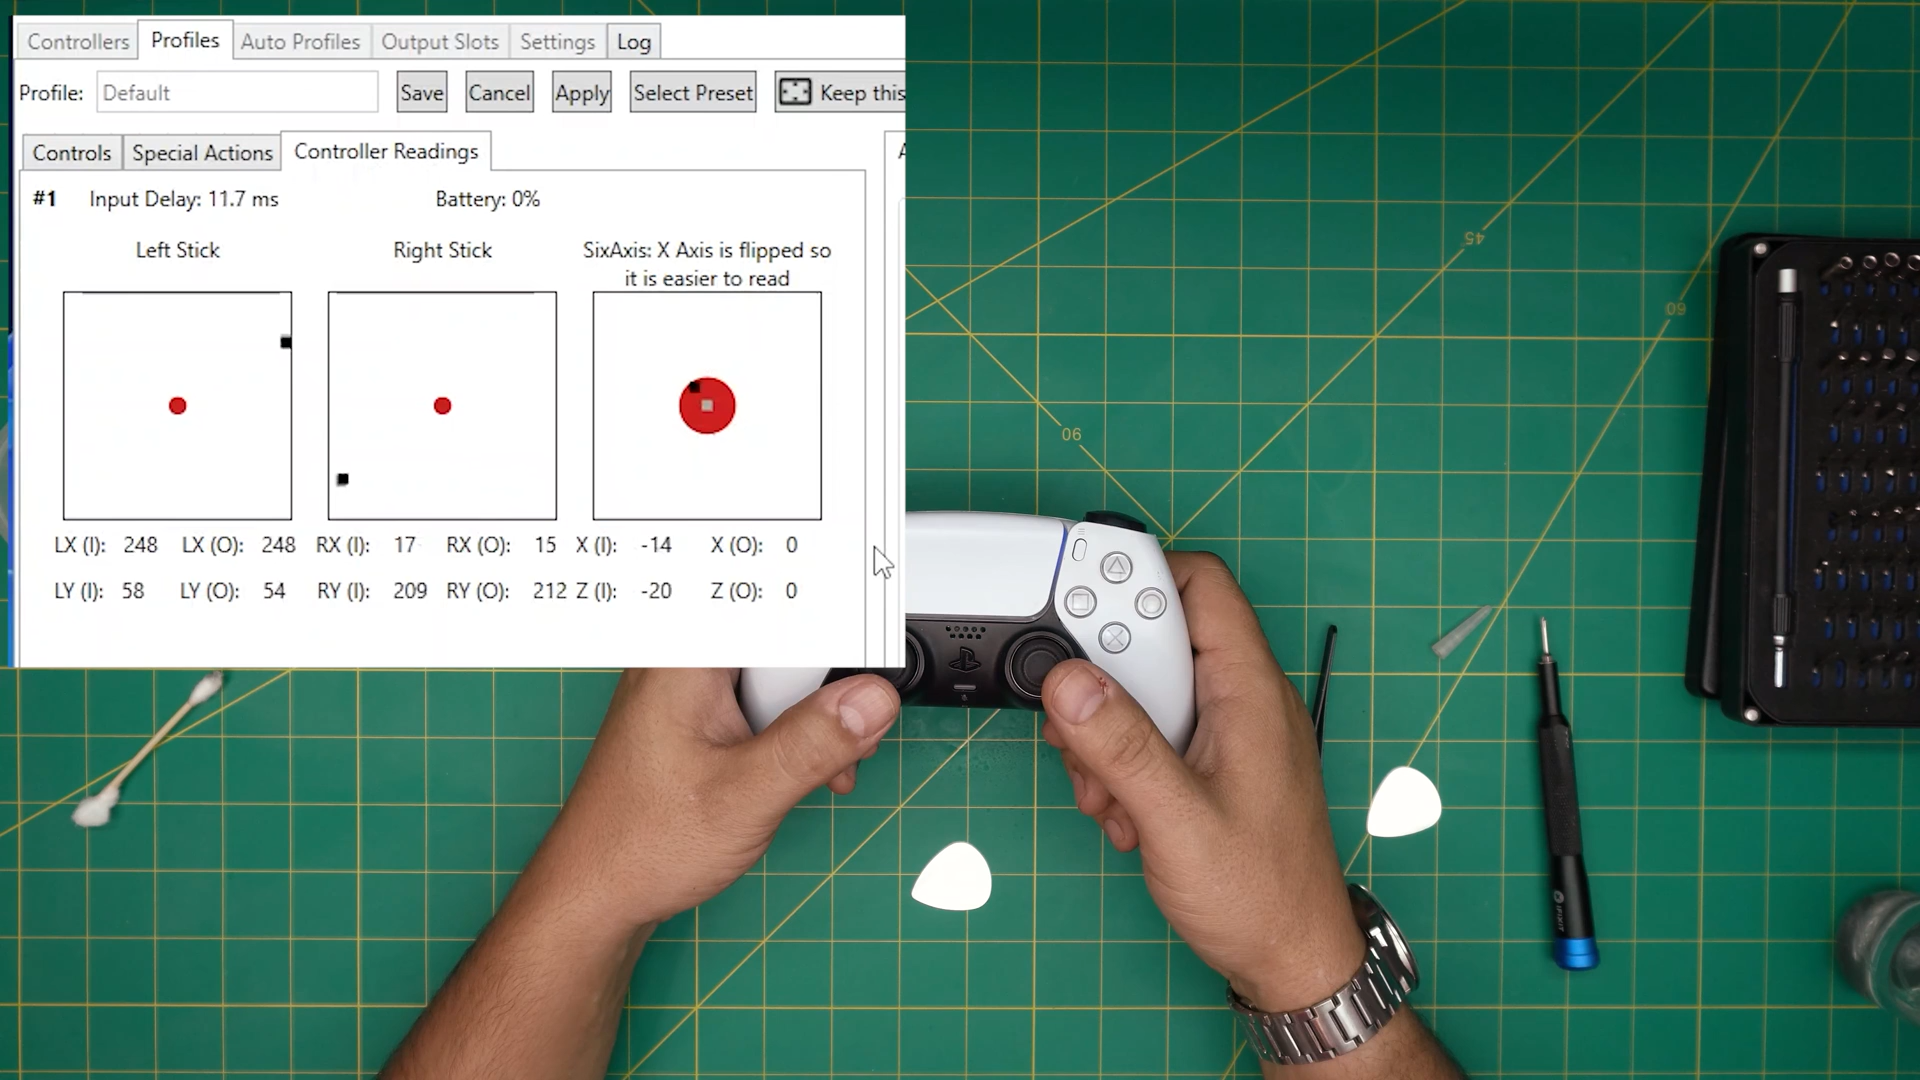 Controllers Profiles Auto Profiles Output Slots Settings Log
Profile: Default Save Cancel Apply Select Preset Keep this
Controls Special Actions Controller Readings
#1 Input Delay: 11.7 ms Battery: 0%
Left Stick Right Stick SixAxis: X Axis is flipped so
it is easier to read
LX (I): 248 LX (O): 248 RX (I): 17 RX (O): 15 X (I): -14 X (O): 0
LY (I): 58 LY (O): 54 RY (I): 209 RY (O): 212 Z (I): -20 Z (O): 0
45
60
90